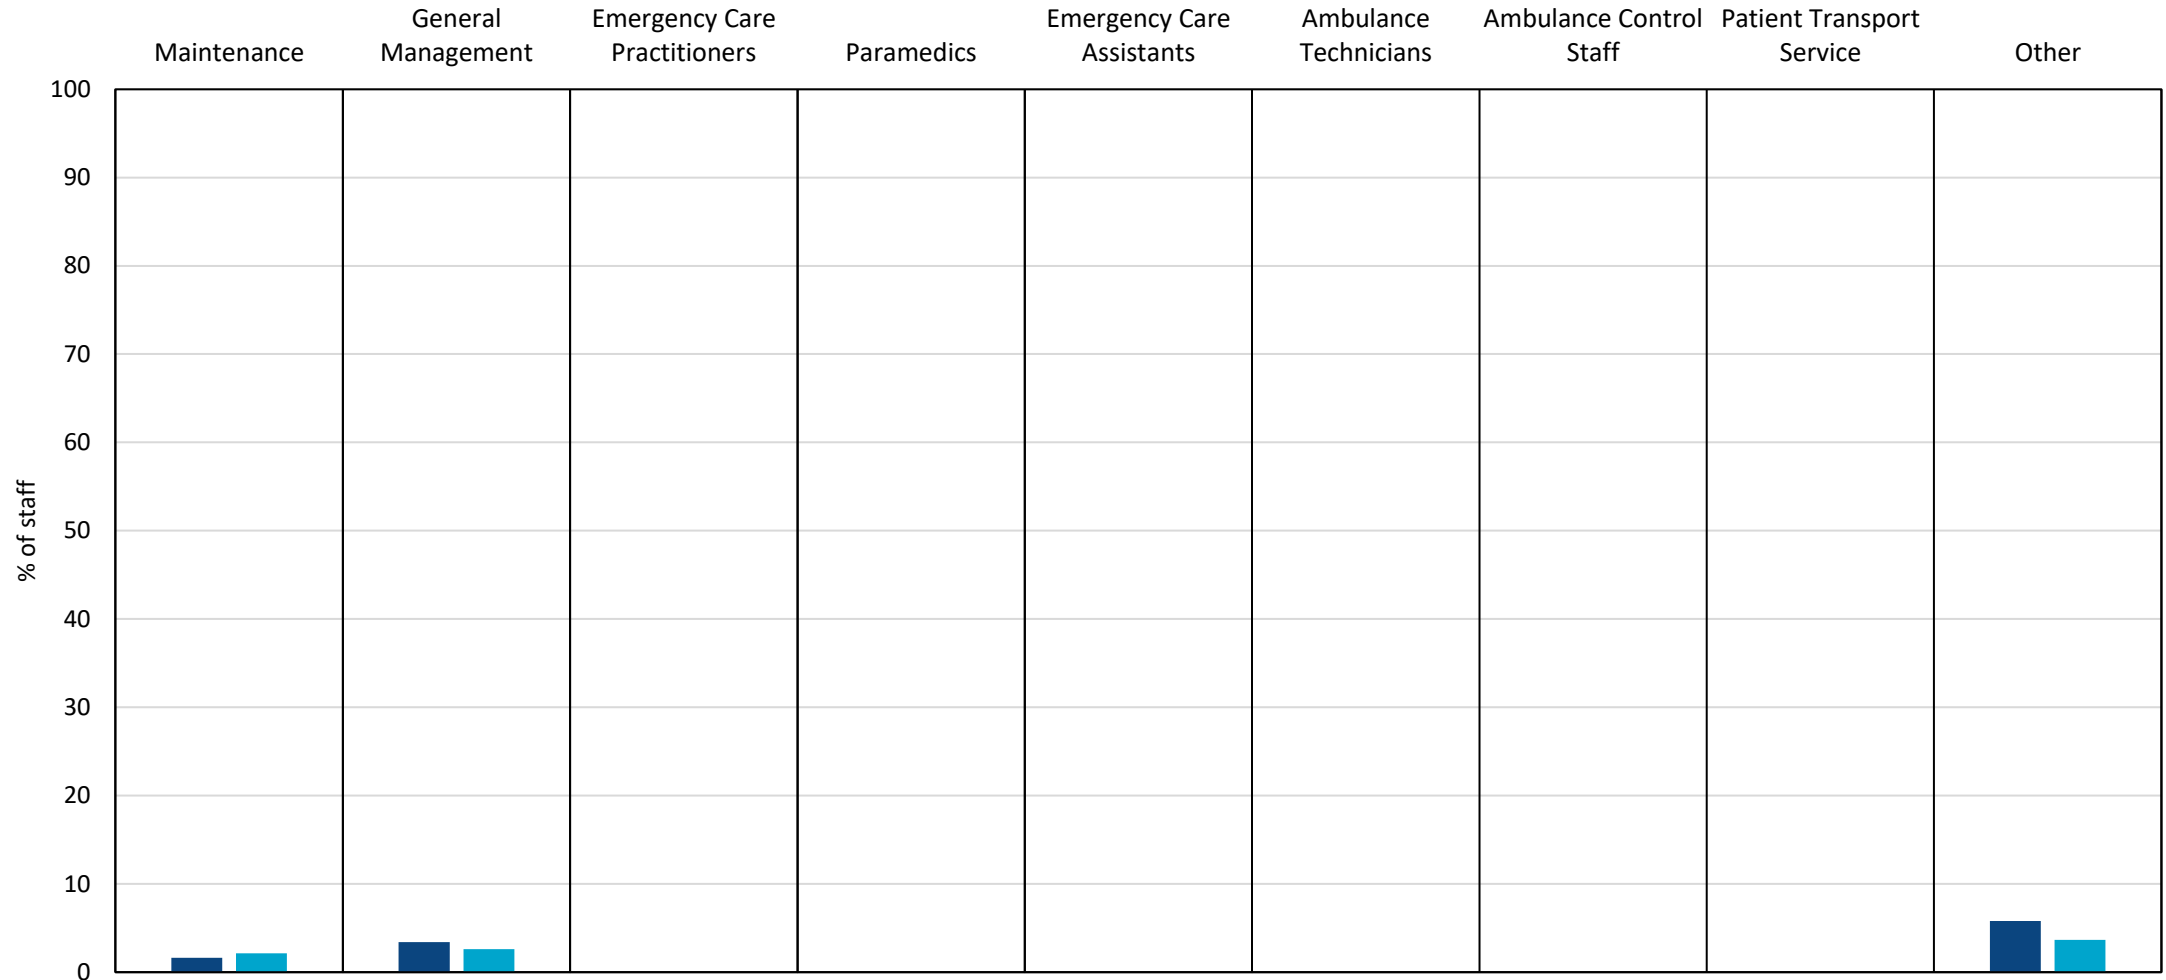 Maintenance
General
Management
Emergency Care
Practitioners
Paramedics
Emergency Care
Assistants
Ambulance
Technicians
Ambulance Control
Staff
Patient Transport
Service
Other
100
90
80
70
60
50
40
30
20
10
0
% of staff